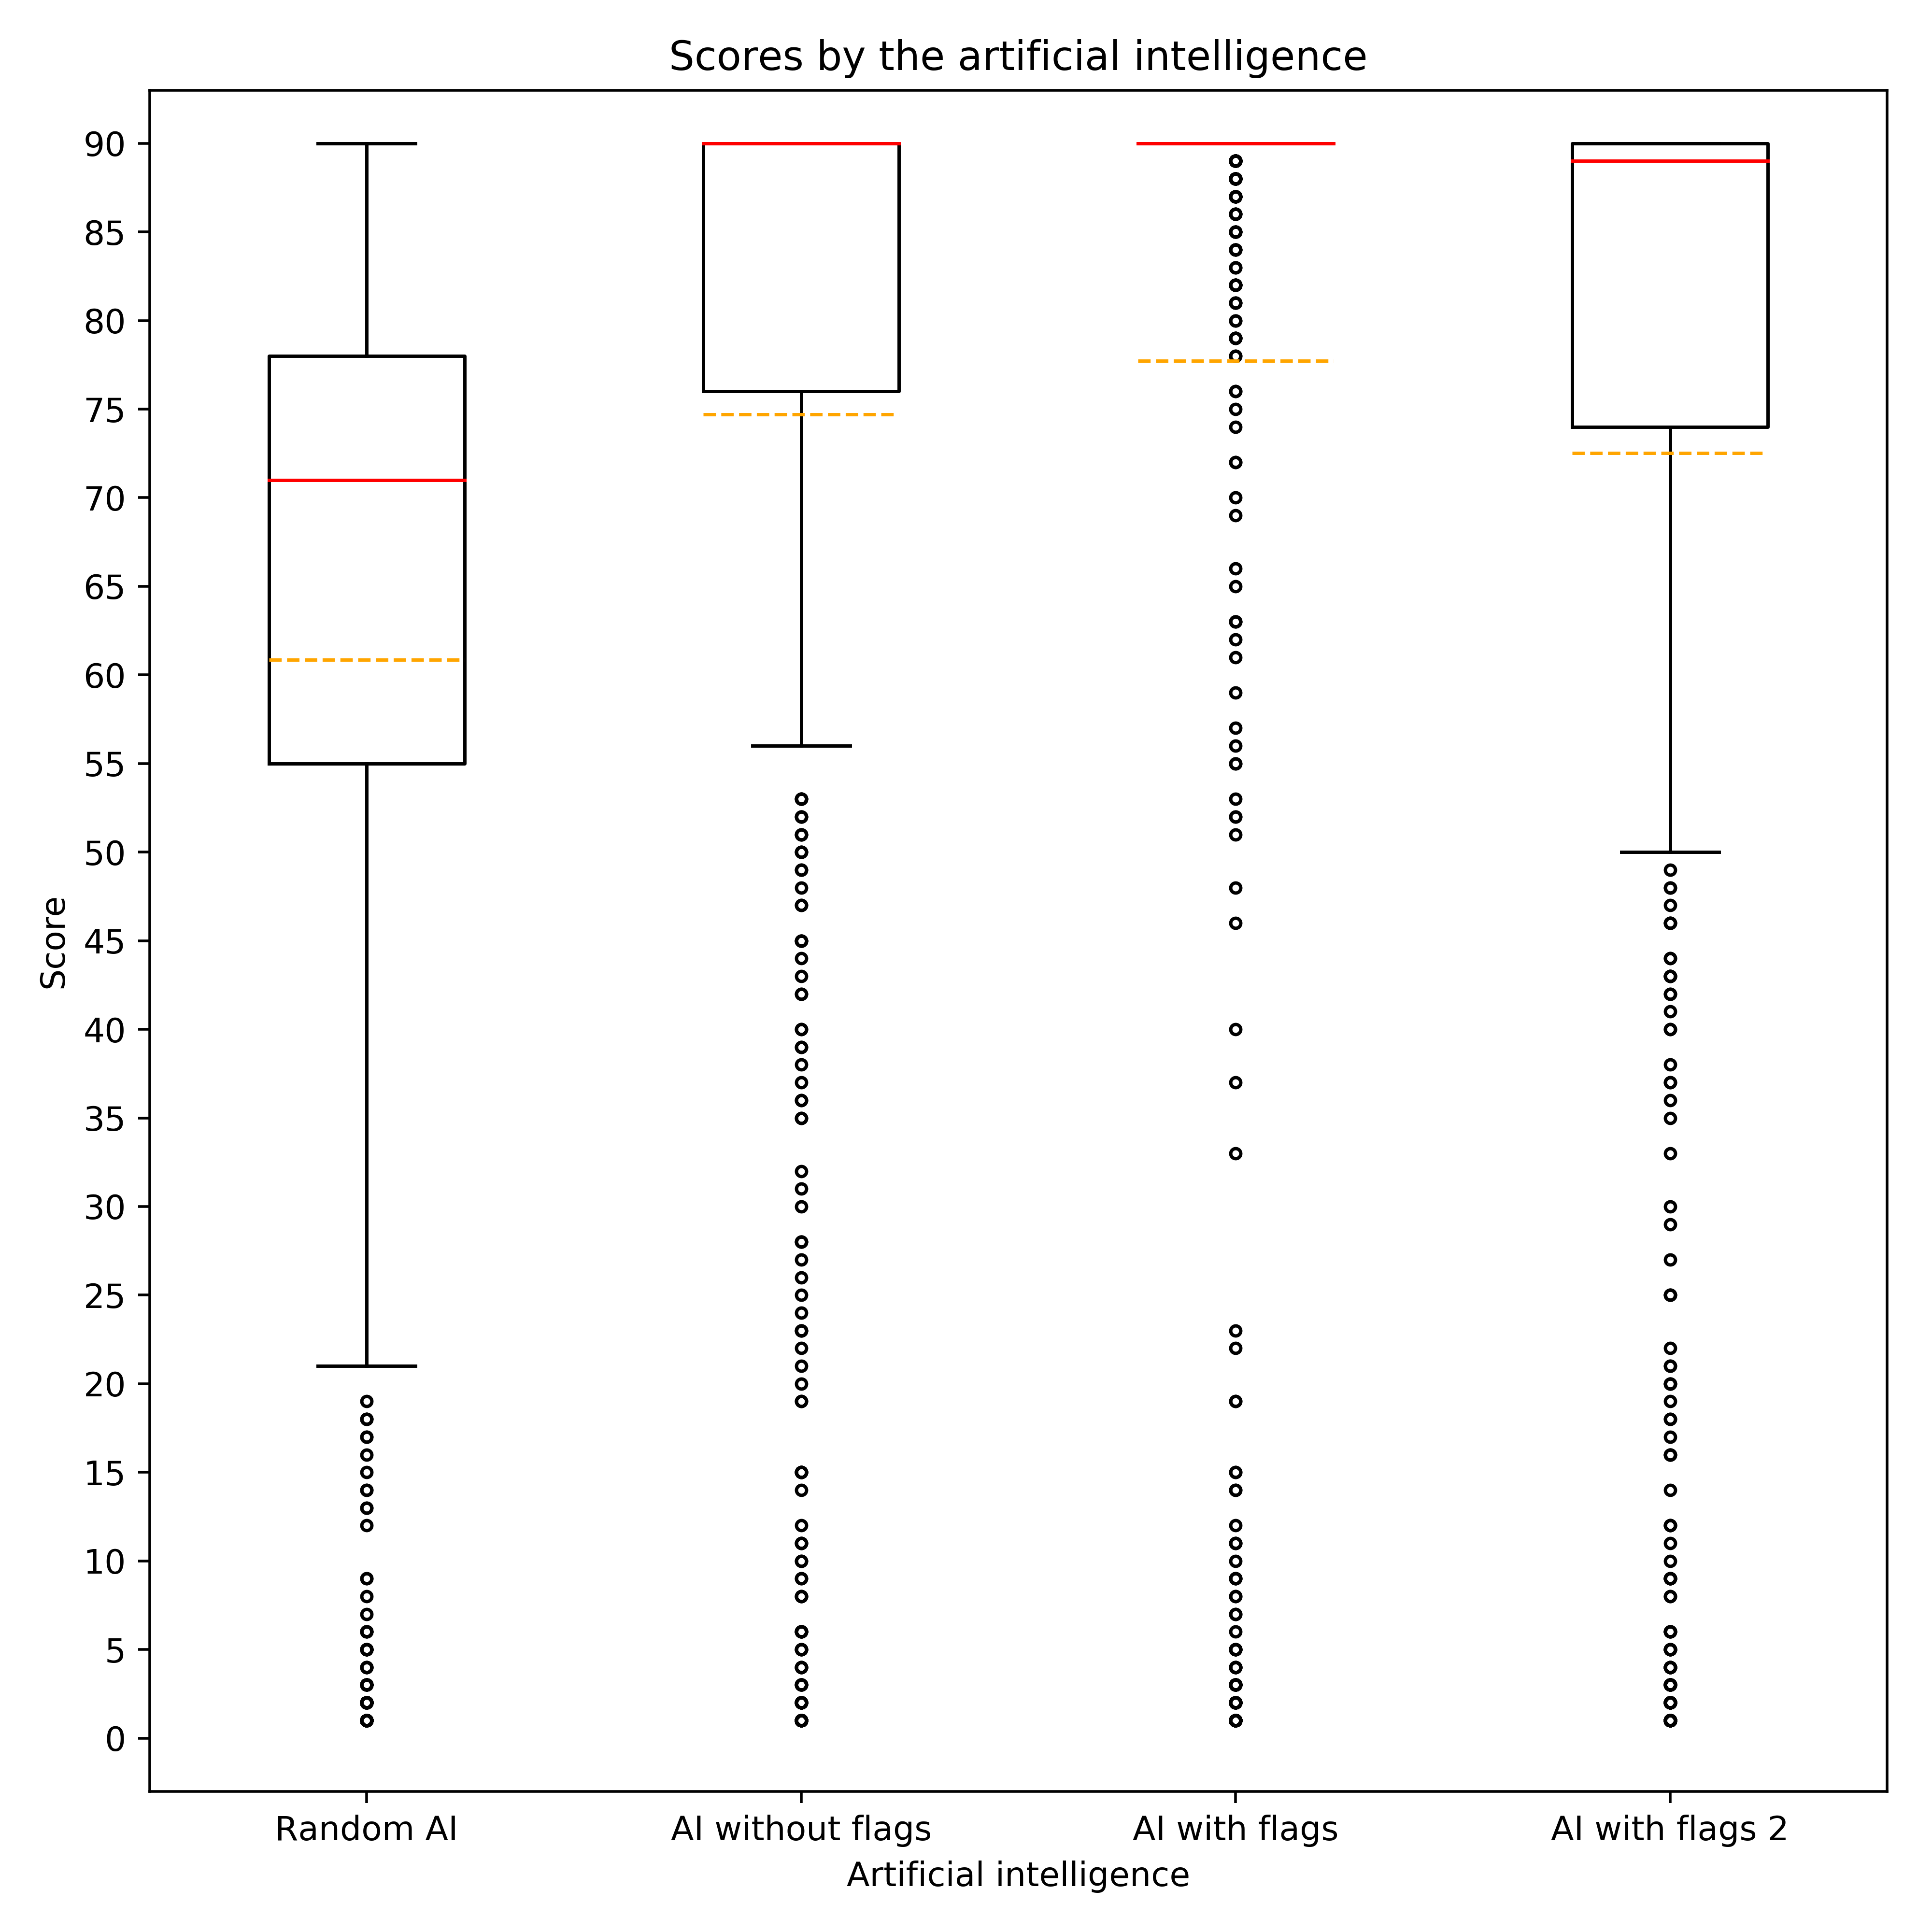 Scores by the artificial intelligence
90
85
80
75
70
65
60
55
50
45
40
35
30
25
20
15
10
5
0
Score
Random AI
AI without flags
AI with flags
AI with flags 2
Artificial intelligence